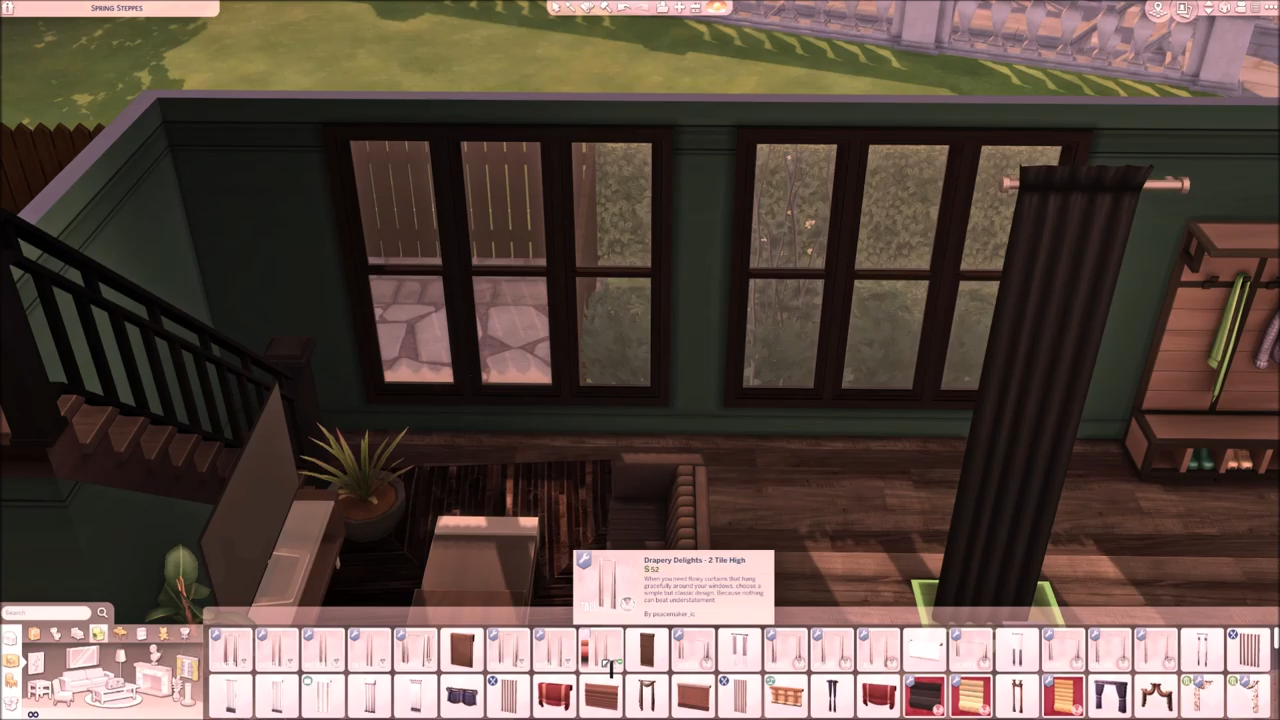 SPRING STEPPES
Drapery Delights - 2 Tile High
§52
When you need flowy curtains that hang
gracefully around your windows, choose a
simple but classic design. Because nothing
can beat understatement.
By peacemaker_ic
Search